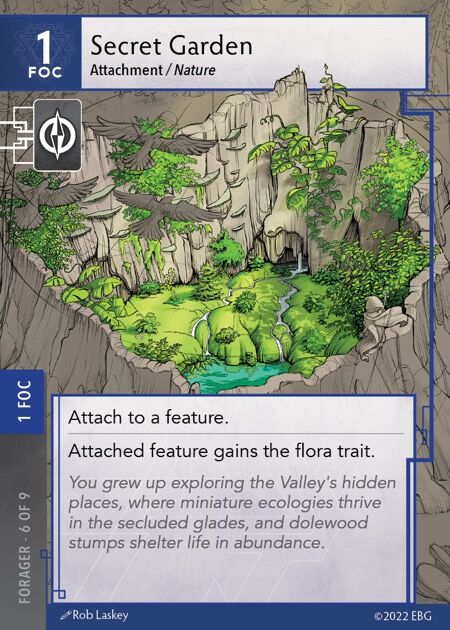 1
FOC
Secret Garden
Attachment / Nature
1 FOC
Attach to a feature.
Attached feature gains the flora trait.
You grew up exploring the Valley's hidden
places, where miniature ecologies thrive
in the secluded glades, and dolewood
stumps shelter life in abundance.
FORAGER - 6 OF 9
Rob Laskey
©2022 EBG